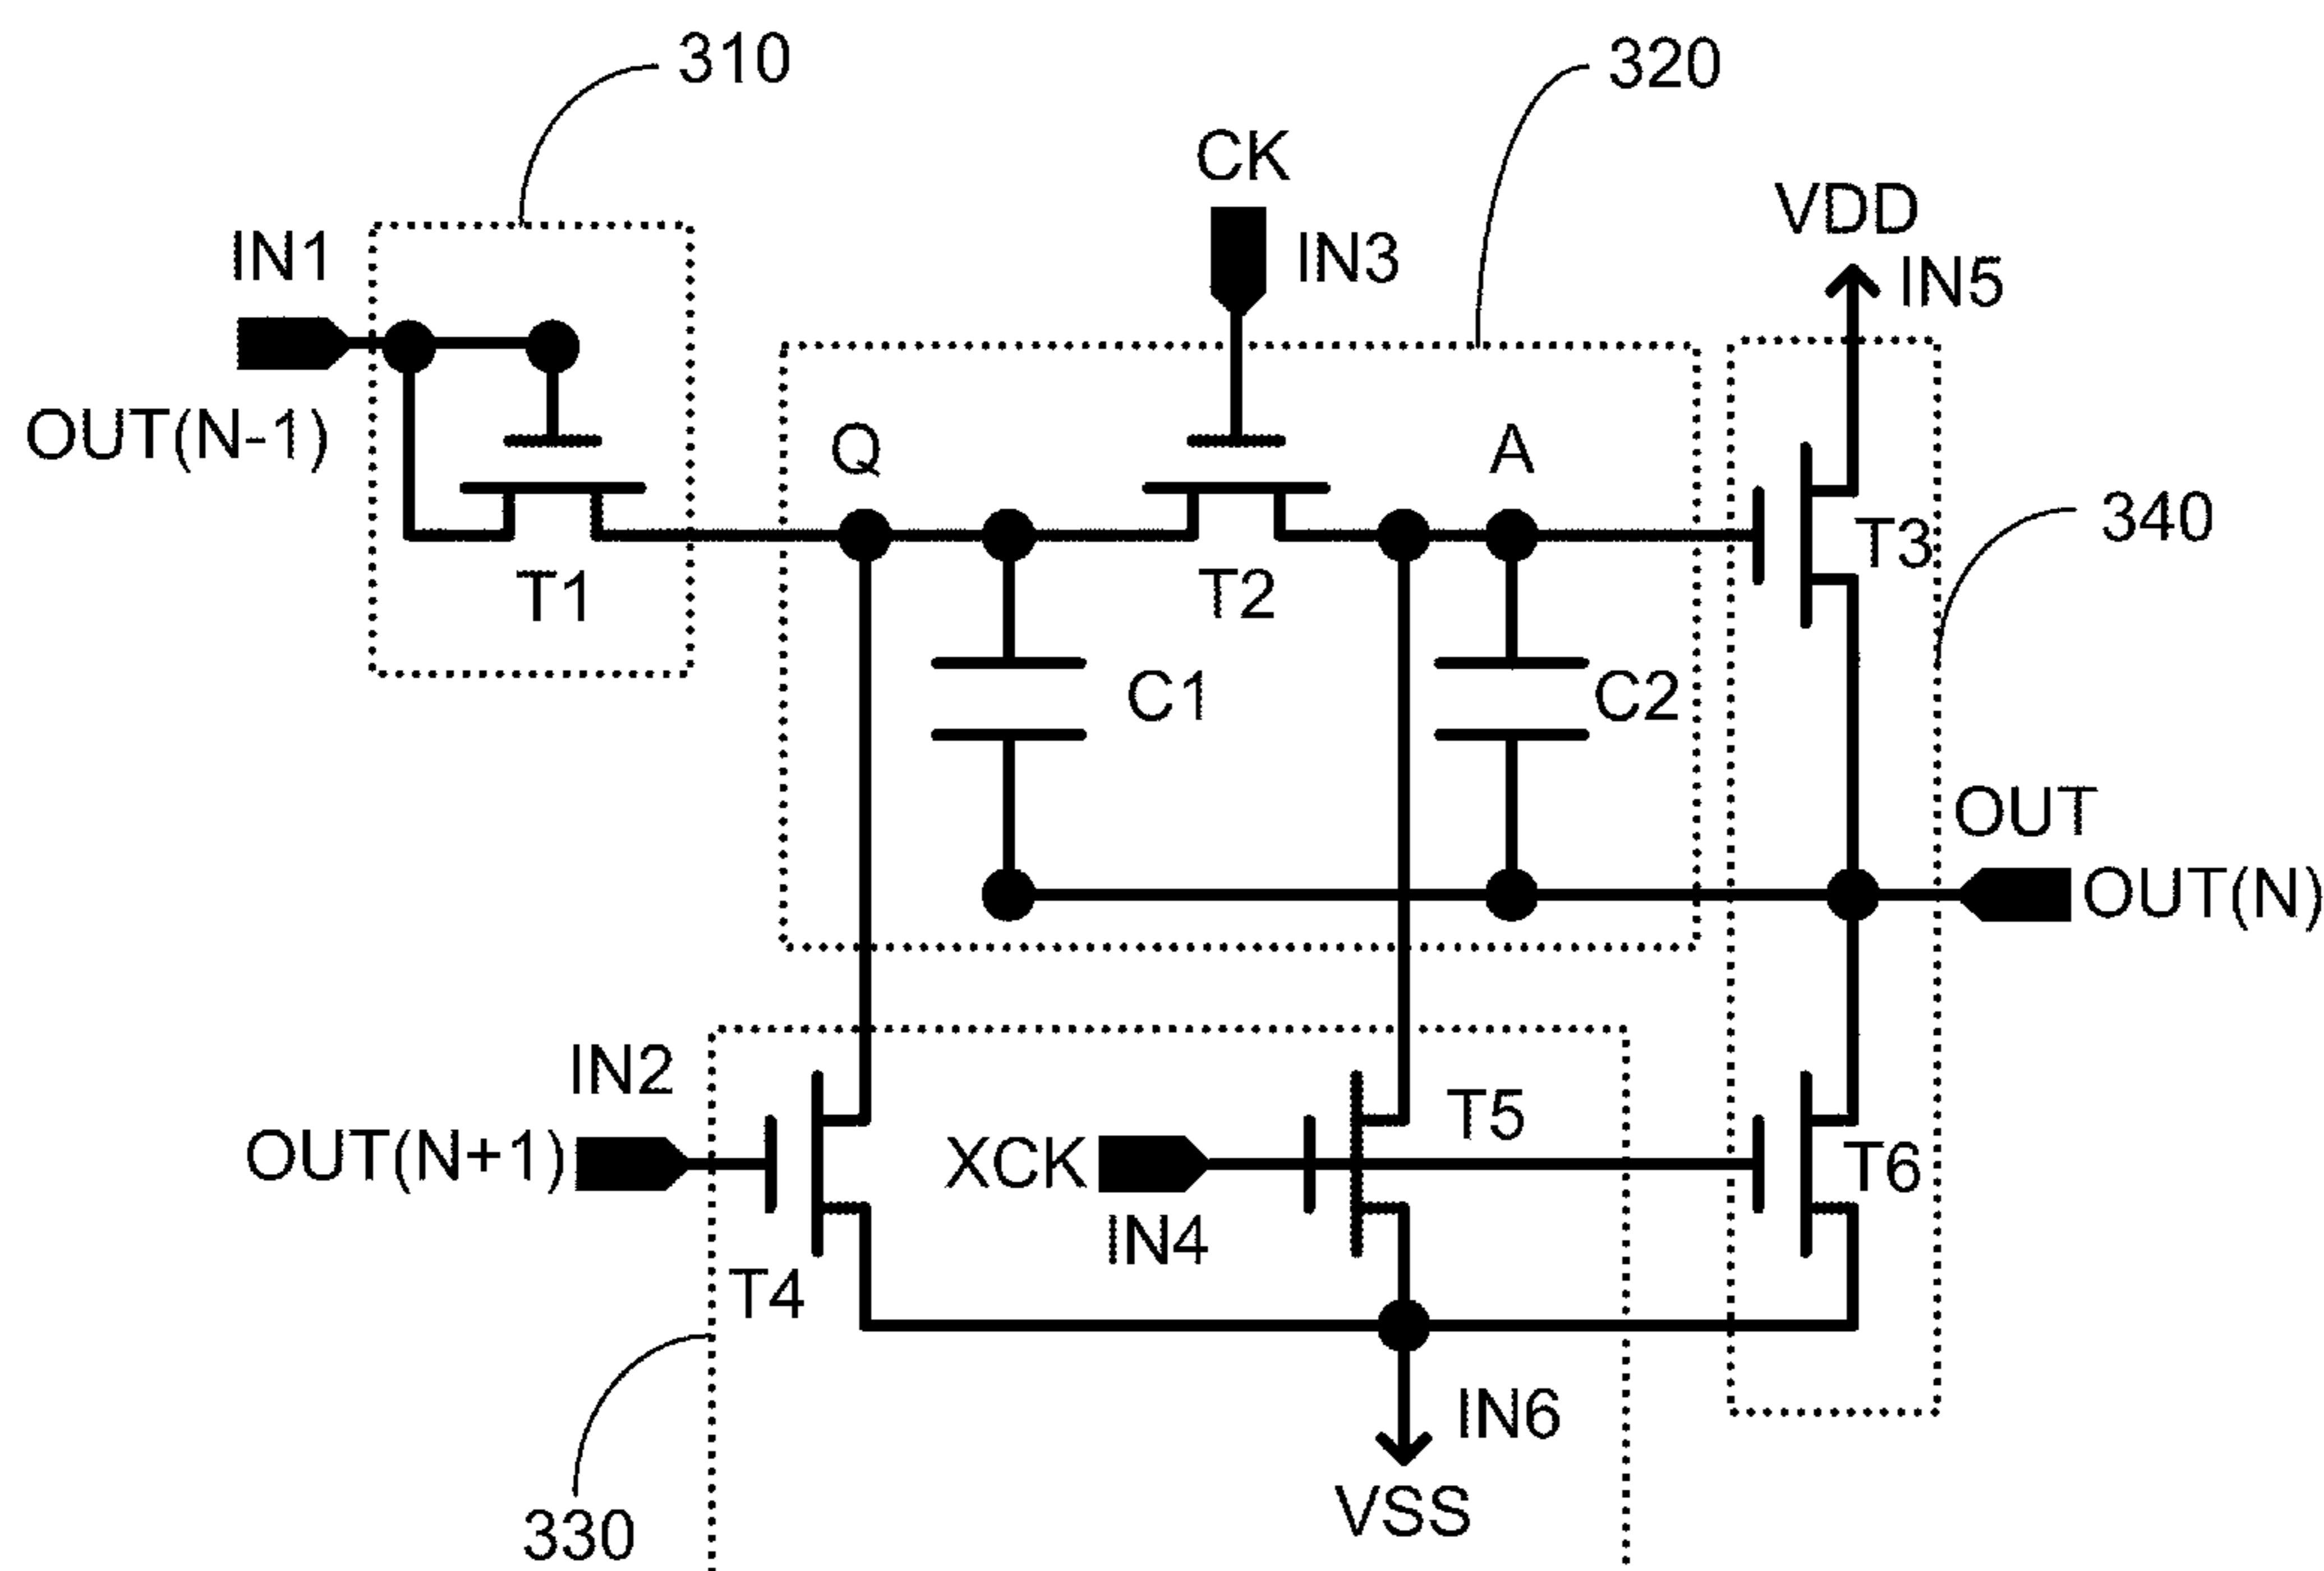 310
320
CK
VDD
IN1
IN3
IN5
OUT(N-1)
Q
A
340
T3
T1
T2
C1
C2
OUT
OUT(N)
IN2
T5
OUT(N+1)
XCK
T6
IN4
T4
IN6
VSS
330